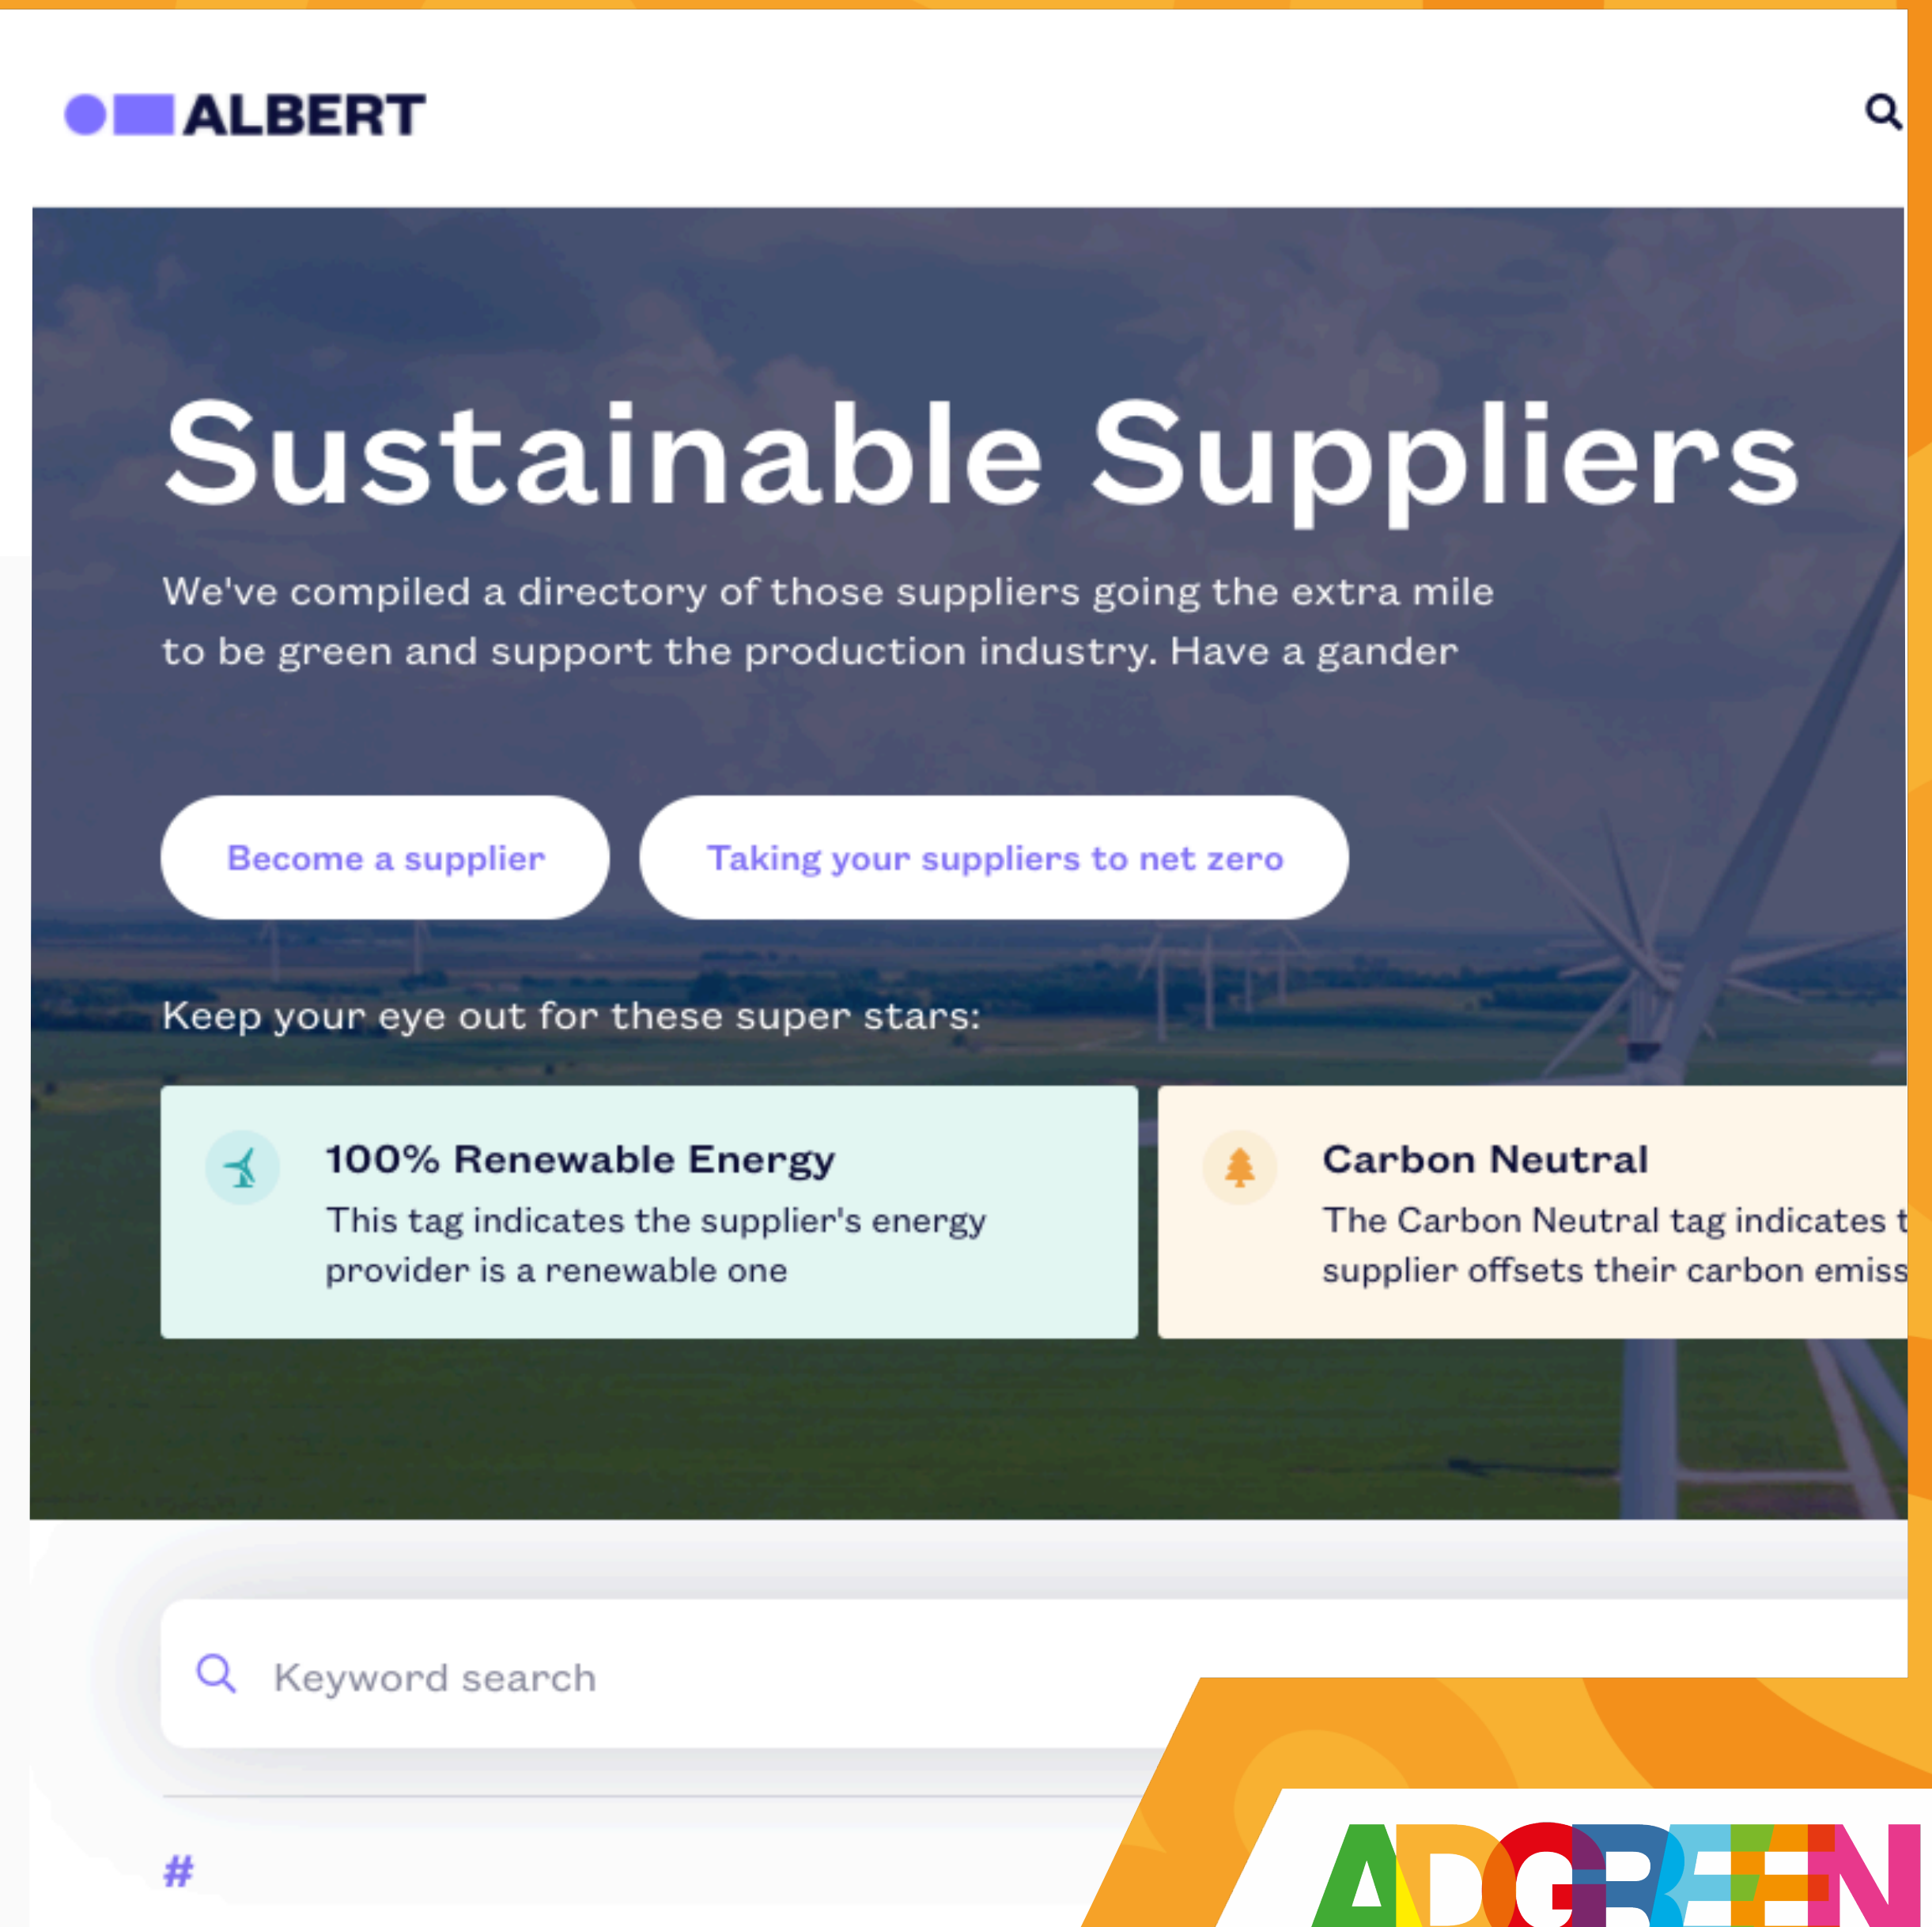 ALBERT
Sustainable Suppliers
We've compiled a directory of those suppliers going the extra mile
to be green and support the production industry. Have a gander
Become a supplier
Taking your suppliers to net zero
Keep your eye out for these super stars:
100% Renewable Energy
This tag indicates the supplier's energy
provider is a renewable one
Carbon Neutral
The Carbon Neutral tag indicates t
supplier offsets their carbon emiss
Keyword search
#
ADGREEN